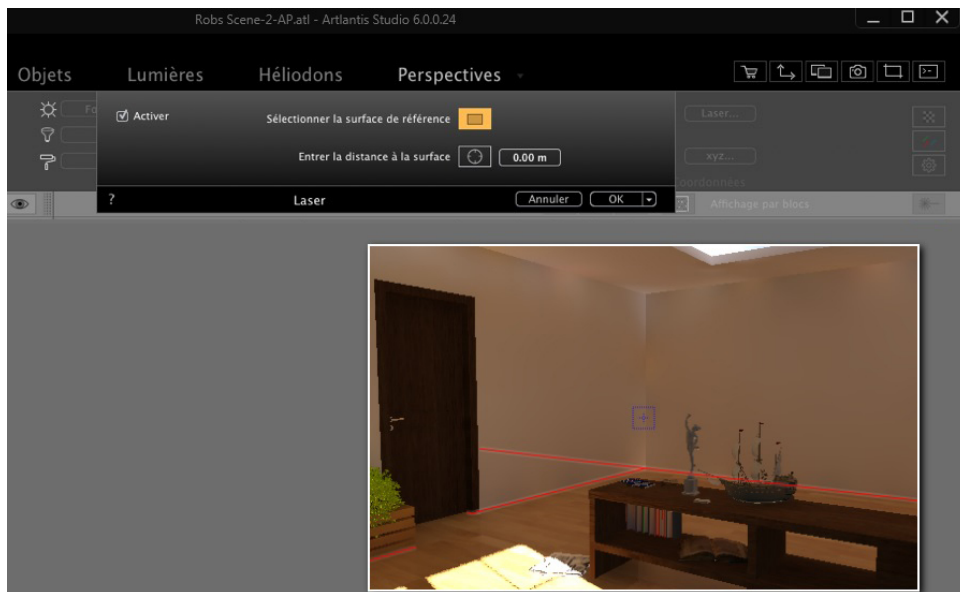 Robs Scene-2-AP.atl - Artlantis Studio 6.0.0.24
Objets Lumières Héliodons Perspectives
Fo
Activer Sélectionner la surface de référence
Laser...
Entrer la distance à la surface 0.00 m
xyz...
oordonnées
? Laser Annuler OK
Affichage par blocs